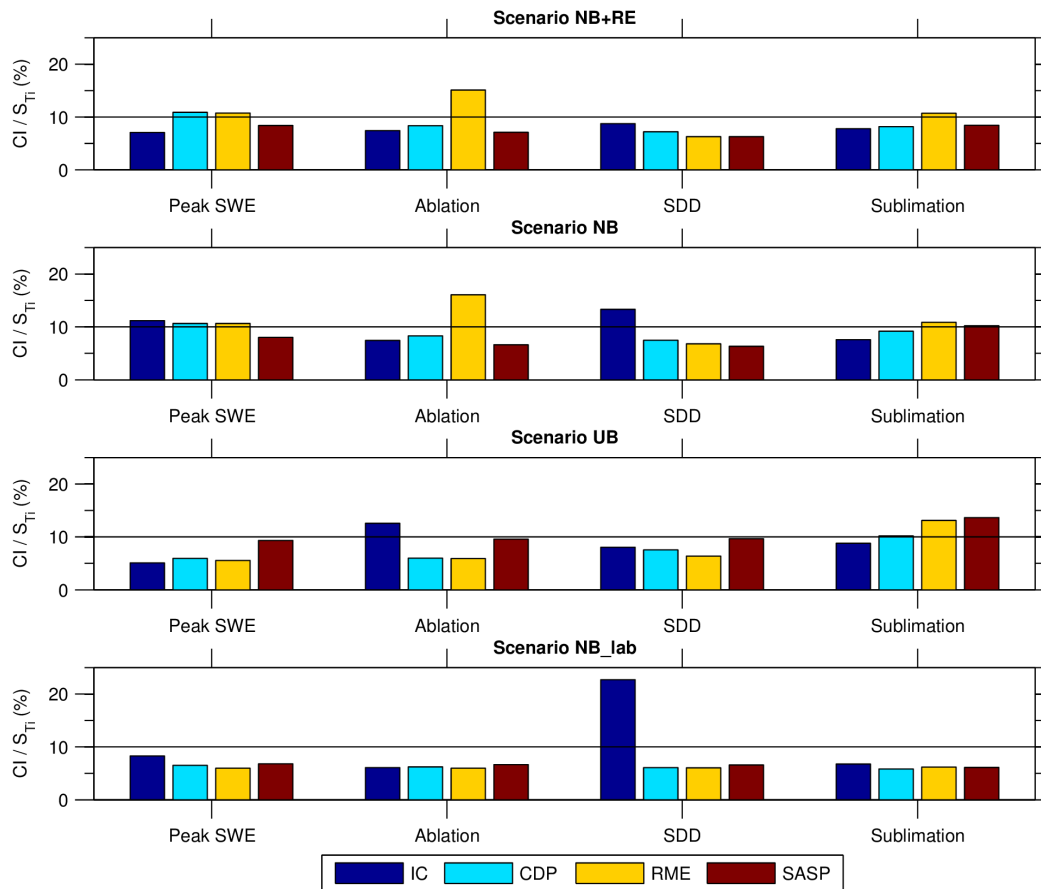 Scenario NB+RE
CI / S_Ti (%)
20
10
0
Peak SWE Ablation SDD Sublimation
Scenario NB
CI / S_Ti (%)
20
10
0
Peak SWE Ablation SDD Sublimation
Scenario UB
CI / S_Ti (%)
20
10
0
Peak SWE Ablation SDD Sublimation
Scenario NB_lab
CI / S_Ti (%)
20
10
0
Peak SWE Ablation SDD Sublimation
IC CDP RME SASP